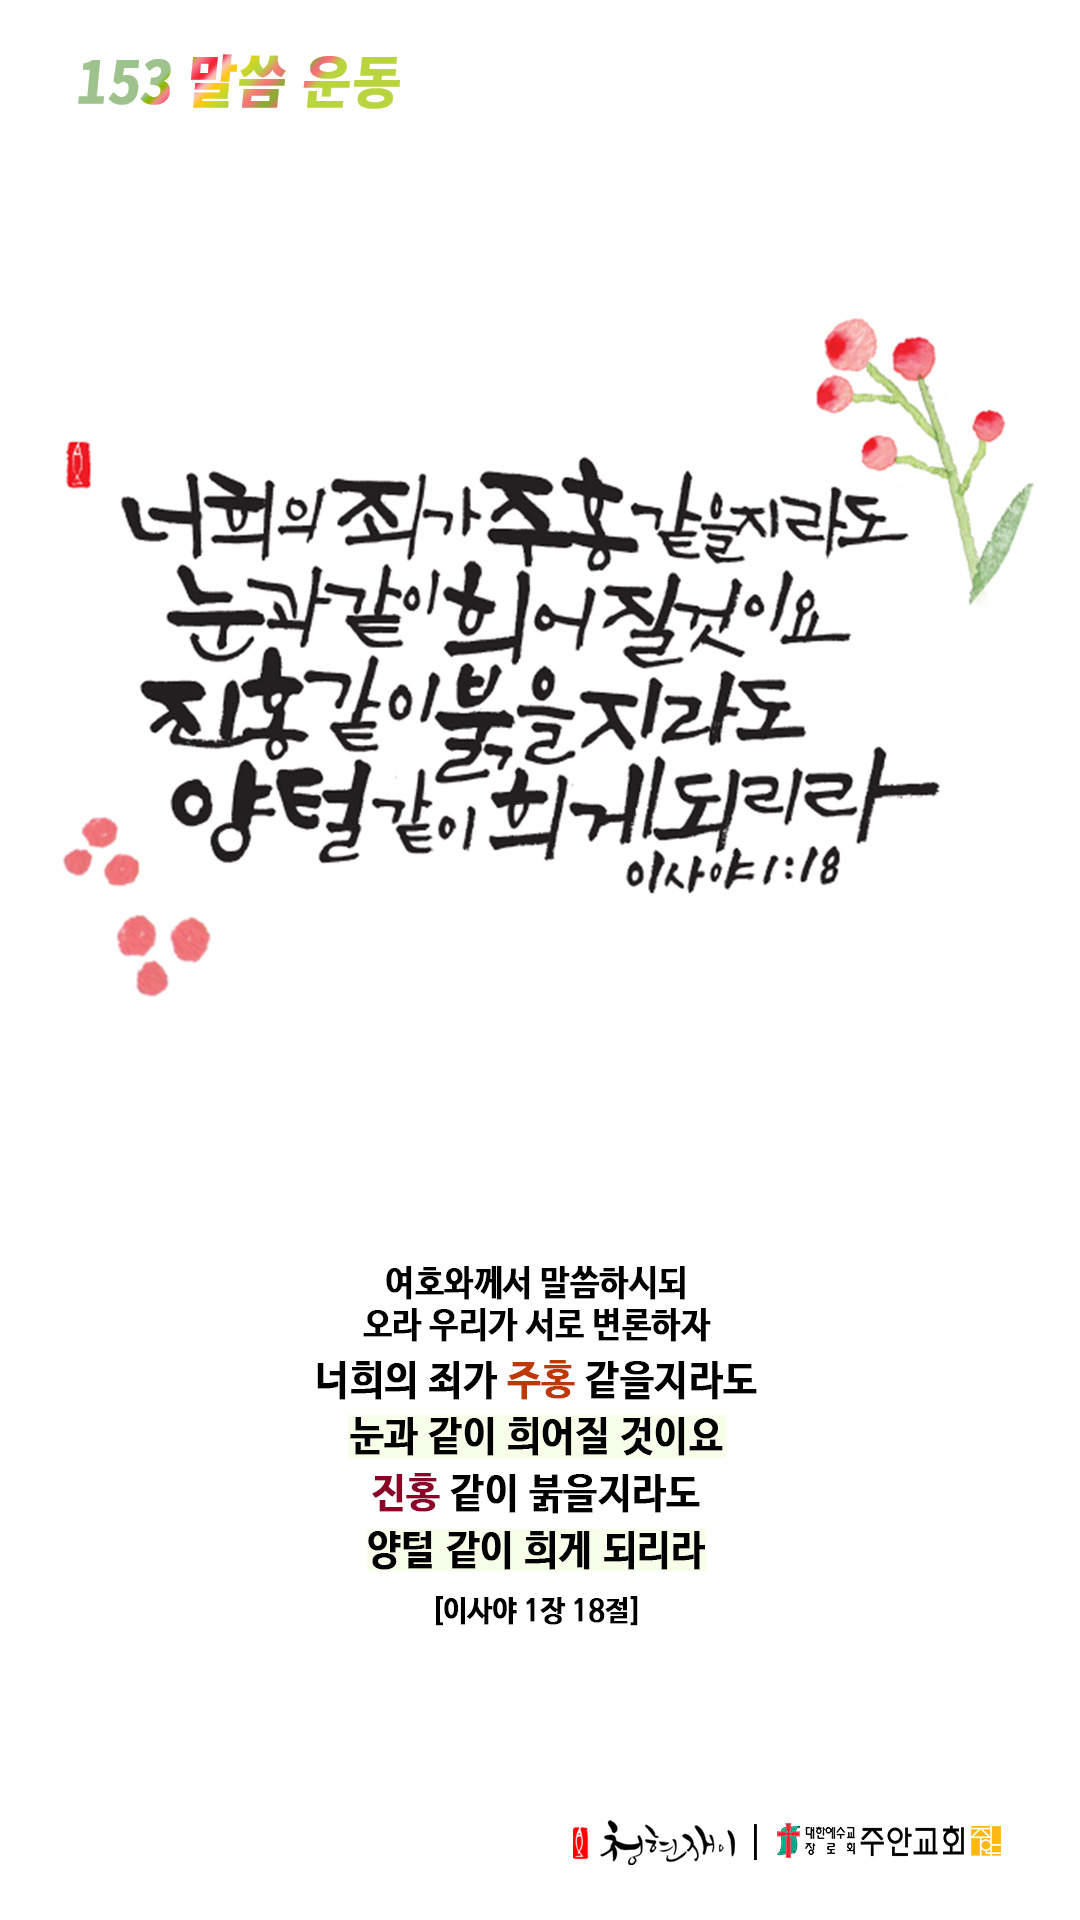 153 말씀 운동
너희의 죄가 주홍 같을지라도
눈과 같이 희어질 것이요
진홍 같이 붉을지라도
양털 같이 희게 되리라
이사야 1:18
여호와께서 말씀하시되
오라 우리가 서로 변론하자
너희의 죄가 주홍 같을지라도
눈과 같이 희어질 것이요
진홍 같이 붉을지라도
양털 같이 희게 되리라
[이사야 1장 18절]
청현재이 | 대한예수교 장로회 주안교회